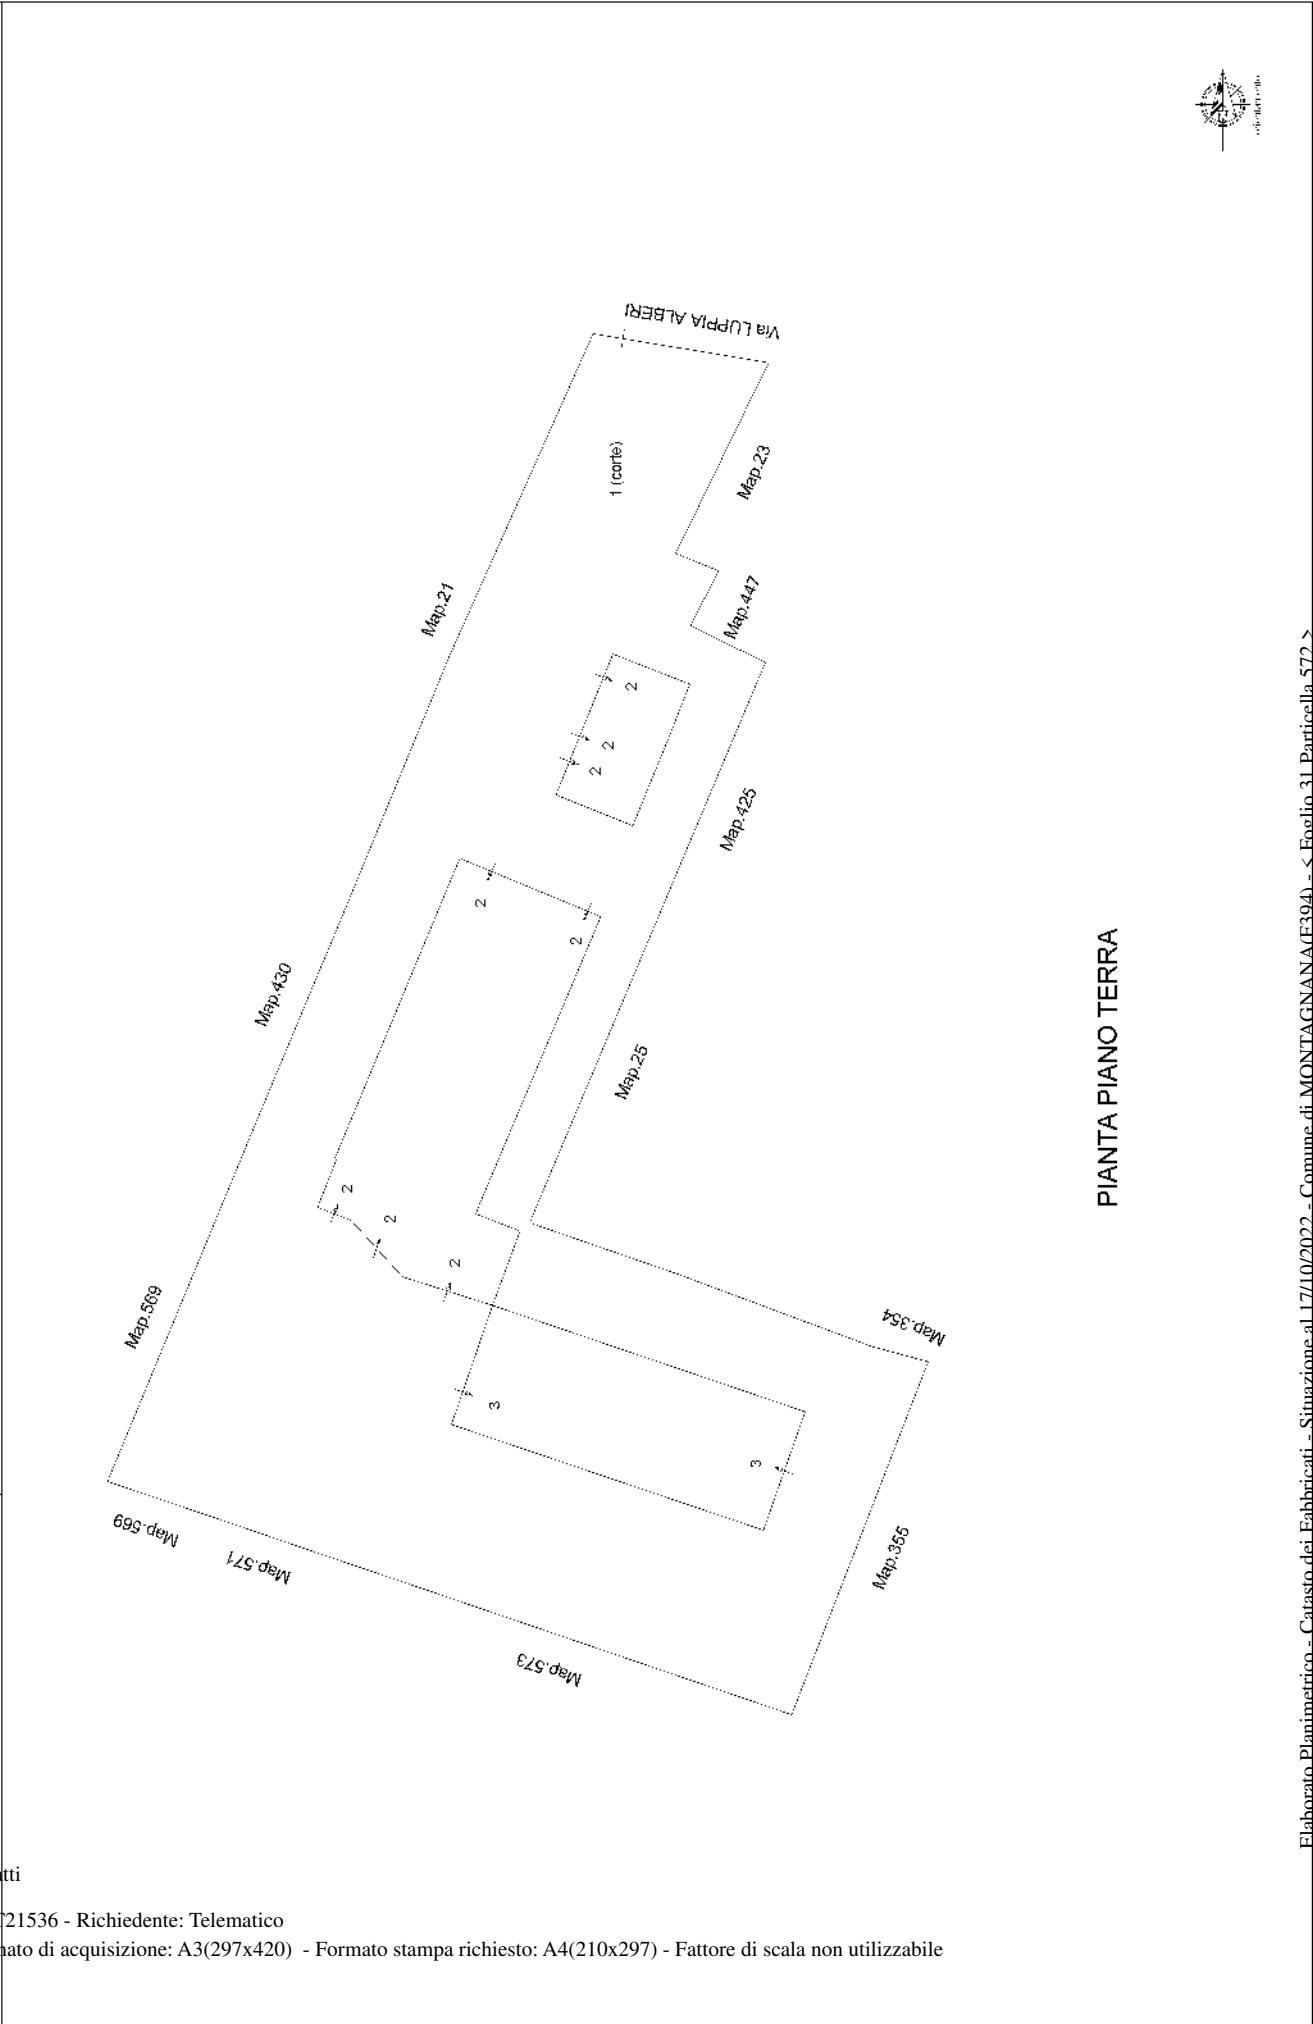 Via LUPPIA ALBERI
1 (corte)
Map.23
Map.21
Map.447
2
2
2
Map.425
2
2
Map.430
Map.25
2
2
2
Map.569
Map.354
3
3
Map.569
Map.571
Map.355
Map.573
PIANTA PIANO TERRA
Elaborato Planimetrico - Catasto dei Fabbricati - Situazione al 17/10/2022 - Comune di MONTAGNANA(F394) - < Foglio 31 Particella 572 >
tti
T21536 - Richiedente: Telematico
mato di acquisizione: A3(297x420) - Formato stampa richiesto: A4(210x297) - Fattore di scala non utilizzabile